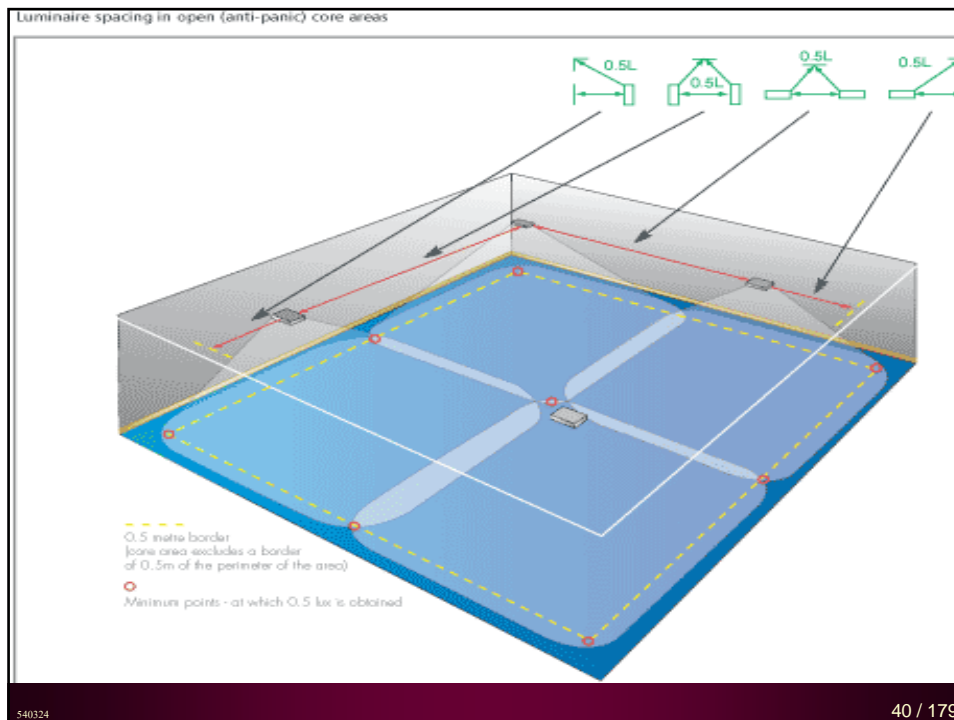 Luminaire spacing in open (anti-panic) core areas
0.5L
0.5L
0.5L
0.5L
0.5 metre border
(core area excludes a border
of 0.5m of the perimeter of the area)
Minimum points - at which 0.5 lux is obtained
540324
40 / 179